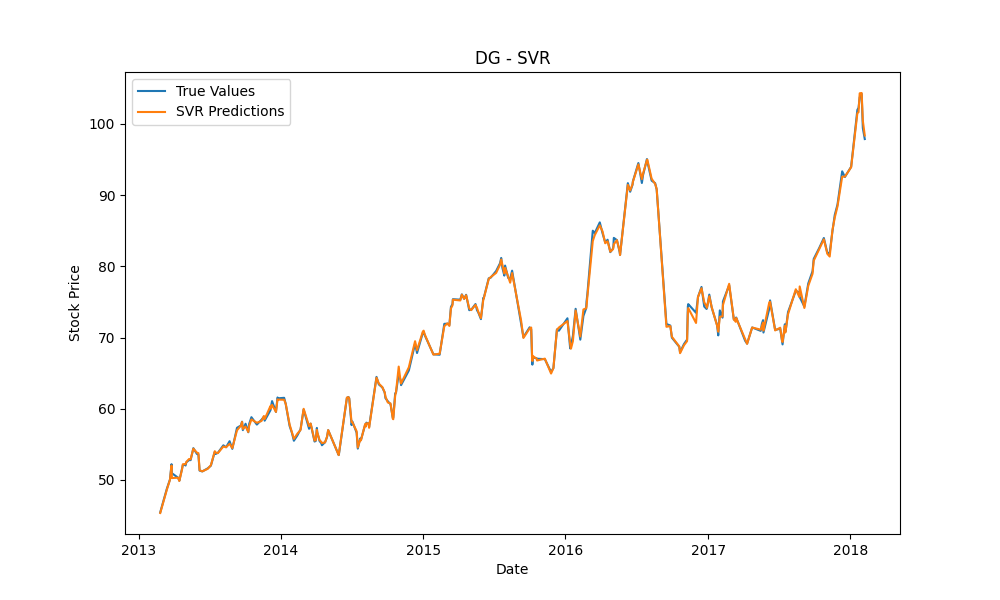 DG - SVR
True Values
SVR Predictions
100
90
80
70
60
50
Stock Price
2013 2014 2015 2016 2017 2018
Date